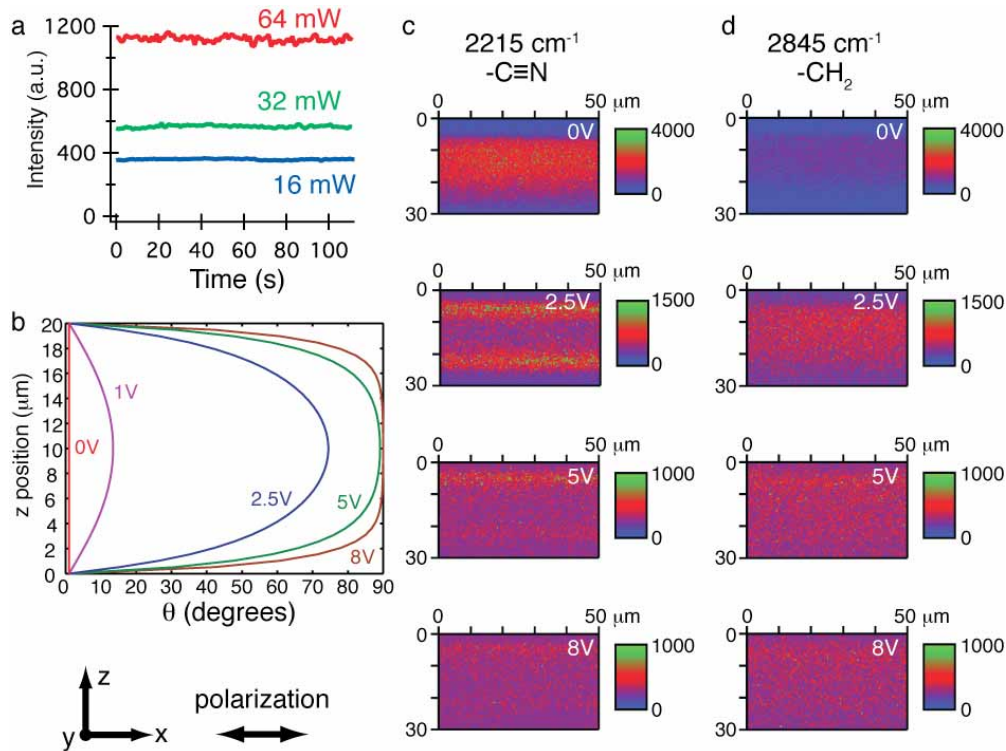 a
64 mW
32 mW
16 mW
1200
800
400
0
Intensity (a.u.)
0 20 40 60 80 100
Time (s)
b
20
18
16
14
12
10
8
6
4
2
0
z position (μm)
0V
1V
2.5V
5V
8V
0 10 20 30 40 50 60 70 80 90
θ (degrees)
z
y x
polarization
c
2215 cm⁻¹
-C≡N
0 50 μm
0
30
0V
4000
0
0 50 μm
0
30
2.5V
1500
0
0 50 μm
0
30
5V
1000
0
0 50 μm
0
30
8V
1000
0
d
2845 cm⁻¹
-CH₂
0 50 μm
0
30
0V
4000
0
0 50 μm
0
30
2.5V
1500
0
0 50 μm
0
30
5V
1000
0
0 50 μm
0
30
8V
1000
0